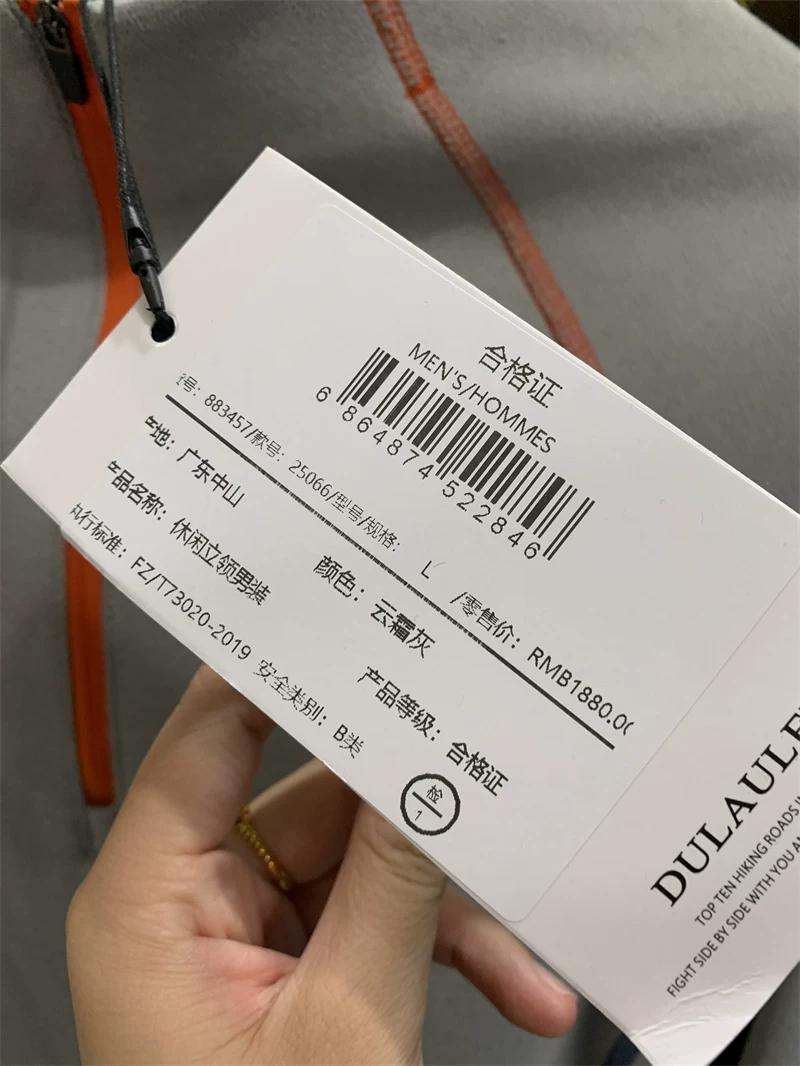 合格证
MEN'S/HOMMES
6 864874 522846
号：883457/款号：25066/型号/规格： L /零售价：RMB1880.0
地：广东中山
品名称：休闲立领男装 颜色：云霜灰
行标准：FZ/T73020-2019 安全类别：B类 产品等级：合格证
检
1
DULAULE
TOP TEN HIKING ROADS
FIGHT SIDE BY SIDE WITH YOU